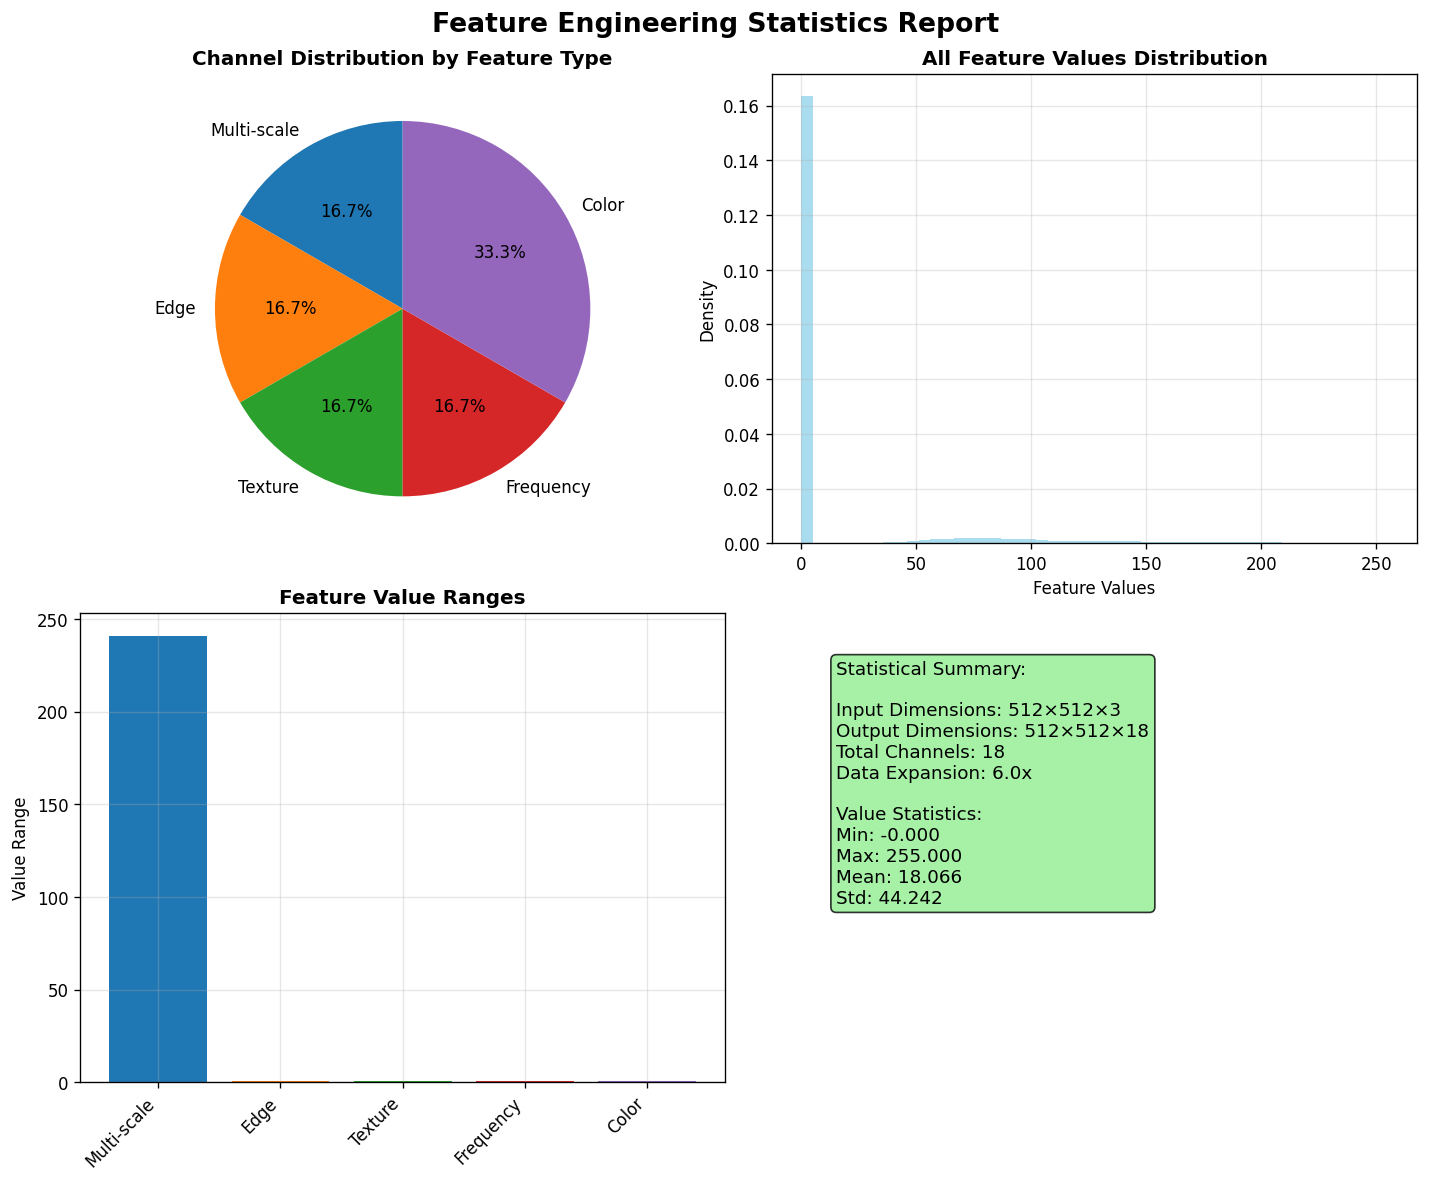 Feature Engineering Statistics Report
Channel Distribution by Feature Type
Multi-scale
16.7%
Color
33.3%
Edge
16.7%
16.7%
16.7%
Texture
Frequency
All Feature Values Distribution
Density
0.16
0.14
0.12
0.10
0.08
0.06
0.04
0.02
0.00
0 50 100 150 200 250
Feature Values
Feature Value Ranges
Value Range
250
200
150
100
50
0
Multi-scale
Edge
Texture
Frequency
Color
Statistical Summary:
Input Dimensions: 512×512×3
Output Dimensions: 512×512×18
Total Channels: 18
Data Expansion: 6.0x
Value Statistics:
Min: -0.000
Max: 255.000
Mean: 18.066
Std: 44.242